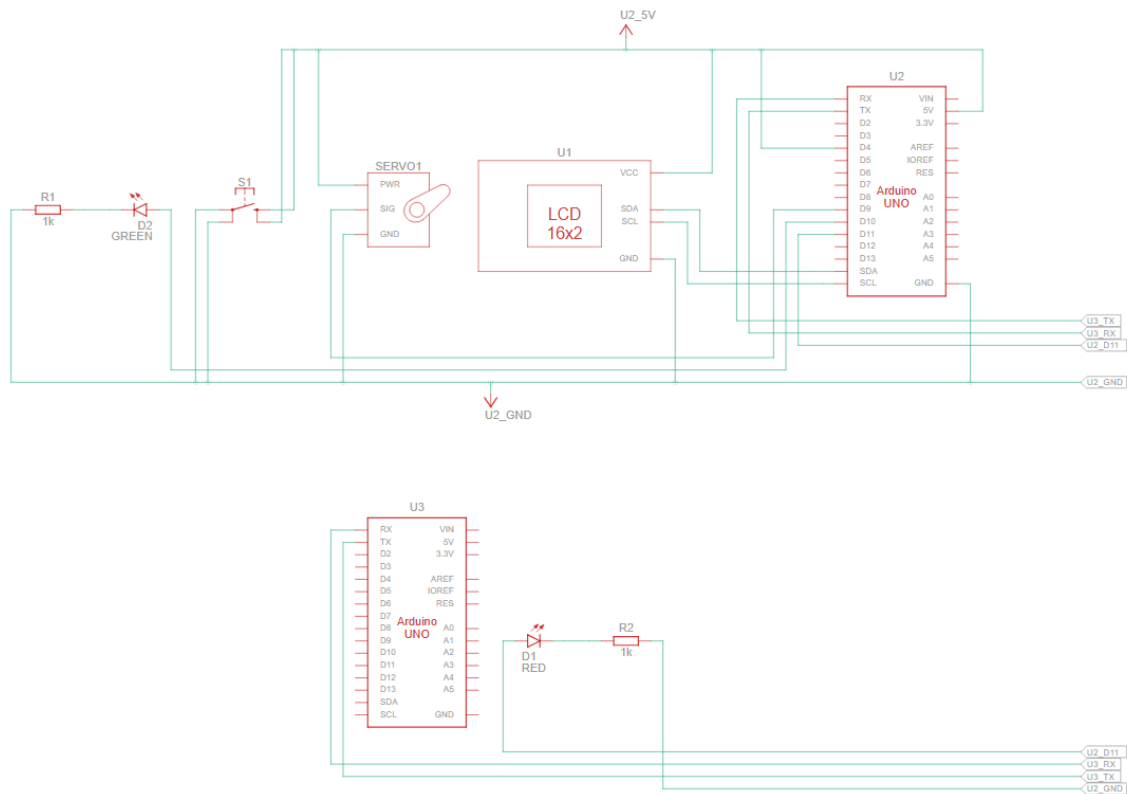 U2_5V
U2
RX
TX
D2
D3
D4
D5
D6
D7
D8
D9
D10
D11
D12
D13
SDA
SCL
VIN
5V
3.3V
AREF
IOREF
RES
A0
A1
A2
A3
A4
A5
GND
Arduino
UNO
U1
VCC
SDA
SCL
GND
LCD
16x2
SERVO1
PWR
SIG
GND
S1
R1
1k
D2
GREEN
U3_TX
U3_RX
U2_D11
U2_GND
U2_GND
U3
RX
TX
D2
D3
D4
D5
D6
D7
D8
D9
D10
D11
D12
D13
SDA
SCL
VIN
5V
3.3V
AREF
IOREF
RES
A0
A1
A2
A3
A4
A5
GND
Arduino
UNO
D1
RED
R2
1k
U2_D11
U3_RX
U3_TX
U2_GND